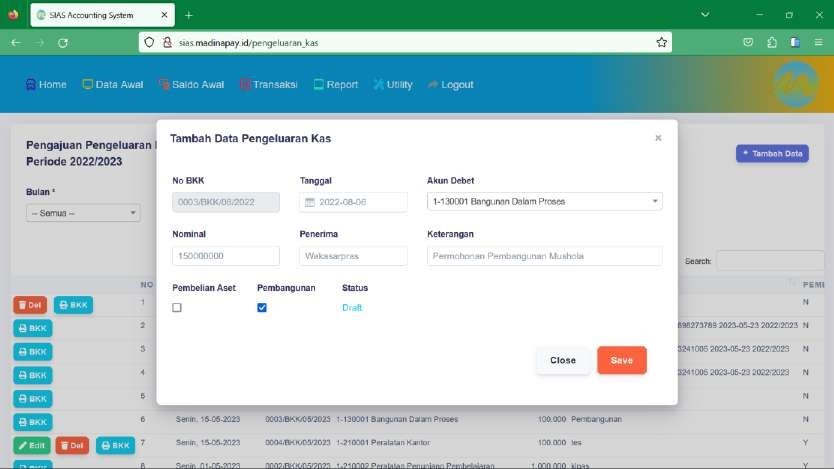 SIAS Accounting System
sias.madinapay.id/pengeluaran_kas
Home Data Awal Saldo Awal Transaksi Report Utility Logout
Pengajuan Pengeluaran
Periode 2022/2023
Tambah Data
Bulan *
-- Semua --
Search:
Tambah Data Pengeluaran Kas
×
No BKK Tanggal Akun Debet
0003/BKK/06/2022 2022-08-06 1-130001 Bangunan Dalam Proses
Nominal Penerima Keterangan
150000000 Wakasarpras Permohonan Pembangunan Mushola
Pembelian Aset Pembangunan Status
Draft
Close Save
NO PEMB
Del BKK 1 N
BKK 2 2023-05-23 2022/2023 N
BKK 3 2023-05-23 2022/2023 N
BKK 4 2023-05-23 2022/2023 N
BKK 5 N
BKK 6 Senin, 15-05-2023 0003/BKK/05/2023 1-130001 Bangunan Dalam Proses 100.000 Pembangunan N
Edit Del BKK 7 Senin, 15-05-2023 0004/BKK/05/2023 1-210001 Peralatan Kantor 100.000 tes Y
BKK 8 Senin, 01-05-2023 0002/BKK/05/2023 1-210002 Peralatan Penunjang Pembelajaran 1.000.000 kipas Y